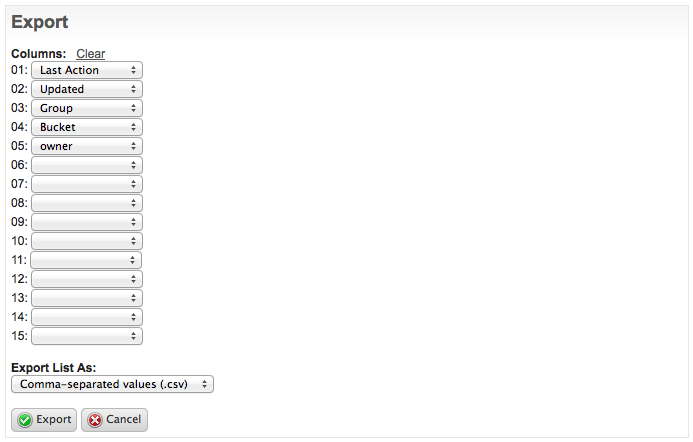 Export
Columns: Clear
01: Last Action
02: Updated
03: Group
04: Bucket
05: owner
06:
07:
08:
09:
10:
11:
12:
13:
14:
15:
Export List As:
Comma-separated values (.csv)
Export Cancel